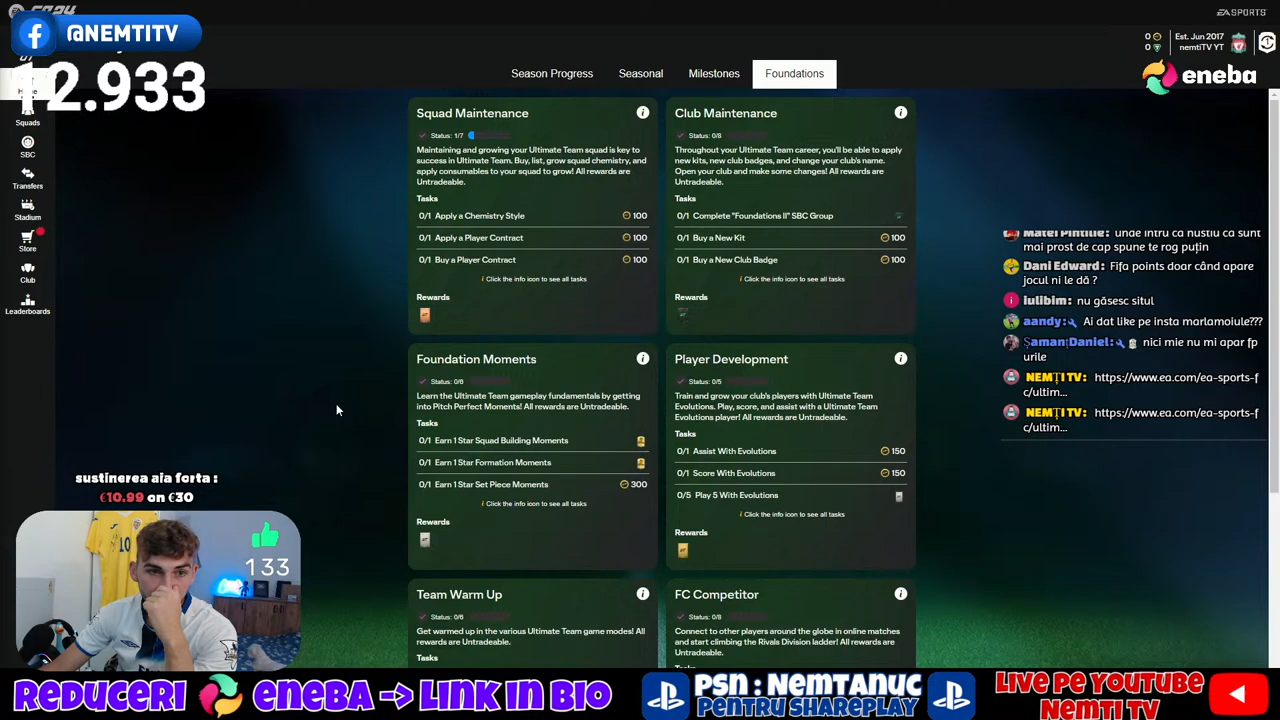 @NEMTITV
12.933
EA SPORTS
0
0
Est. Jun 2017
nemtiTV YT
eneba
Season Progress
Seasonal
Milestones
Foundations
Squads
SBC
Transfers
Stadium
Store
Club
Leaderboards
Squad Maintenance
Status: 1/7
Maintaining and growing your Ultimate Team squad is key to
success in Ultimate Team. Buy, list, grow squad chemistry, and
apply consumables to your squad to grow! All rewards are
Untradeable.
Tasks
0/1 Apply a Chemistry Style 100
0/1 Apply a Player Contract 100
0/1 Buy a Player Contract 100
Click the info icon to see all tasks
Rewards
Club Maintenance
Status: 0/8
Throughout your Ultimate Team career, you'll be able to apply
new kits, new club badges, and change your club's name.
Open your club and make some changes! All rewards are
Untradeable.
Tasks
0/1 Complete "Foundations II" SBC Group
0/1 Buy a New Kit 100
0/1 Buy a New Club Badge 100
Click the info icon to see all tasks
Rewards
Foundation Moments
Status: 0/6
Learn the Ultimate Team gameplay fundamentals by getting
into Pitch Perfect Moments! All rewards are Untradeable.
Tasks
0/1 Earn 1 Star Squad Building Moments
0/1 Earn 1 Star Formation Moments
0/1 Earn 1 Star Set Piece Moments 300
Click the info icon to see all tasks
Rewards
Player Development
Status: 0/5
Train and grow your club's players with Ultimate Team
Evolutions. Play, score, and assist with a Ultimate Team
Evolutions player! All rewards are Untradeable.
Tasks
0/1 Assist With Evolutions 150
0/1 Score With Evolutions 150
0/5 Play 5 With Evolutions
Click the info icon to see all tasks
Rewards
Team Warm Up
Status: 0/6
Get warmed up in the various Ultimate Team game modes! All
rewards are Untradeable.
Tasks
FC Competitor
Status: 0/8
Connect to other players around the globe in online matches
and start climbing the Rivals Division ladder! All rewards are
Untradeable.
Matei Pintilie: unde intru ca nustiu ca sunt
mai prost de cap spune te rog puțin
Dani Edward: Fifa points doar când apare
jocul ni le dă ?
iulibim: nu găsesc situl
aandy: Ai dat like pe insta marlamoiule???
ȘamanțDaniel: nici mie nu mi apar fp
urile
NEMȚI TV: https://www.ea.com/ea-sports-f
c/ultim...
NEMȚI TV: https://www.ea.com/ea-sports-f
c/ultim...
sustinerea aia forta :
€10.99 on €30
10
133
REDUCERI eneba -> LINK IN BIO
PSN : NEMTANUC
PENTRU SHAREPLAY
LIVE PE YOUTUBE
NEMTI TV